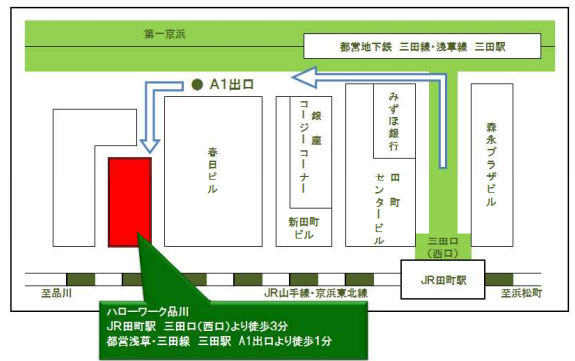 第一京浜
都営地下鉄 三田線・浅草線 三田駅
A1出口
春日ビル
銀座
コージーコーナー
新田町
ビル
みずほ銀行
田町
センタービル
森永プラザビル
三田口
(西口)
JR田町駅
至品川
JR山手線・京浜東北線
至浜松町
ハローワーク品川
JR田町駅 三田口(西口)より徒歩3分
都営浅草・三田線 三田駅 A1出口より徒歩1分